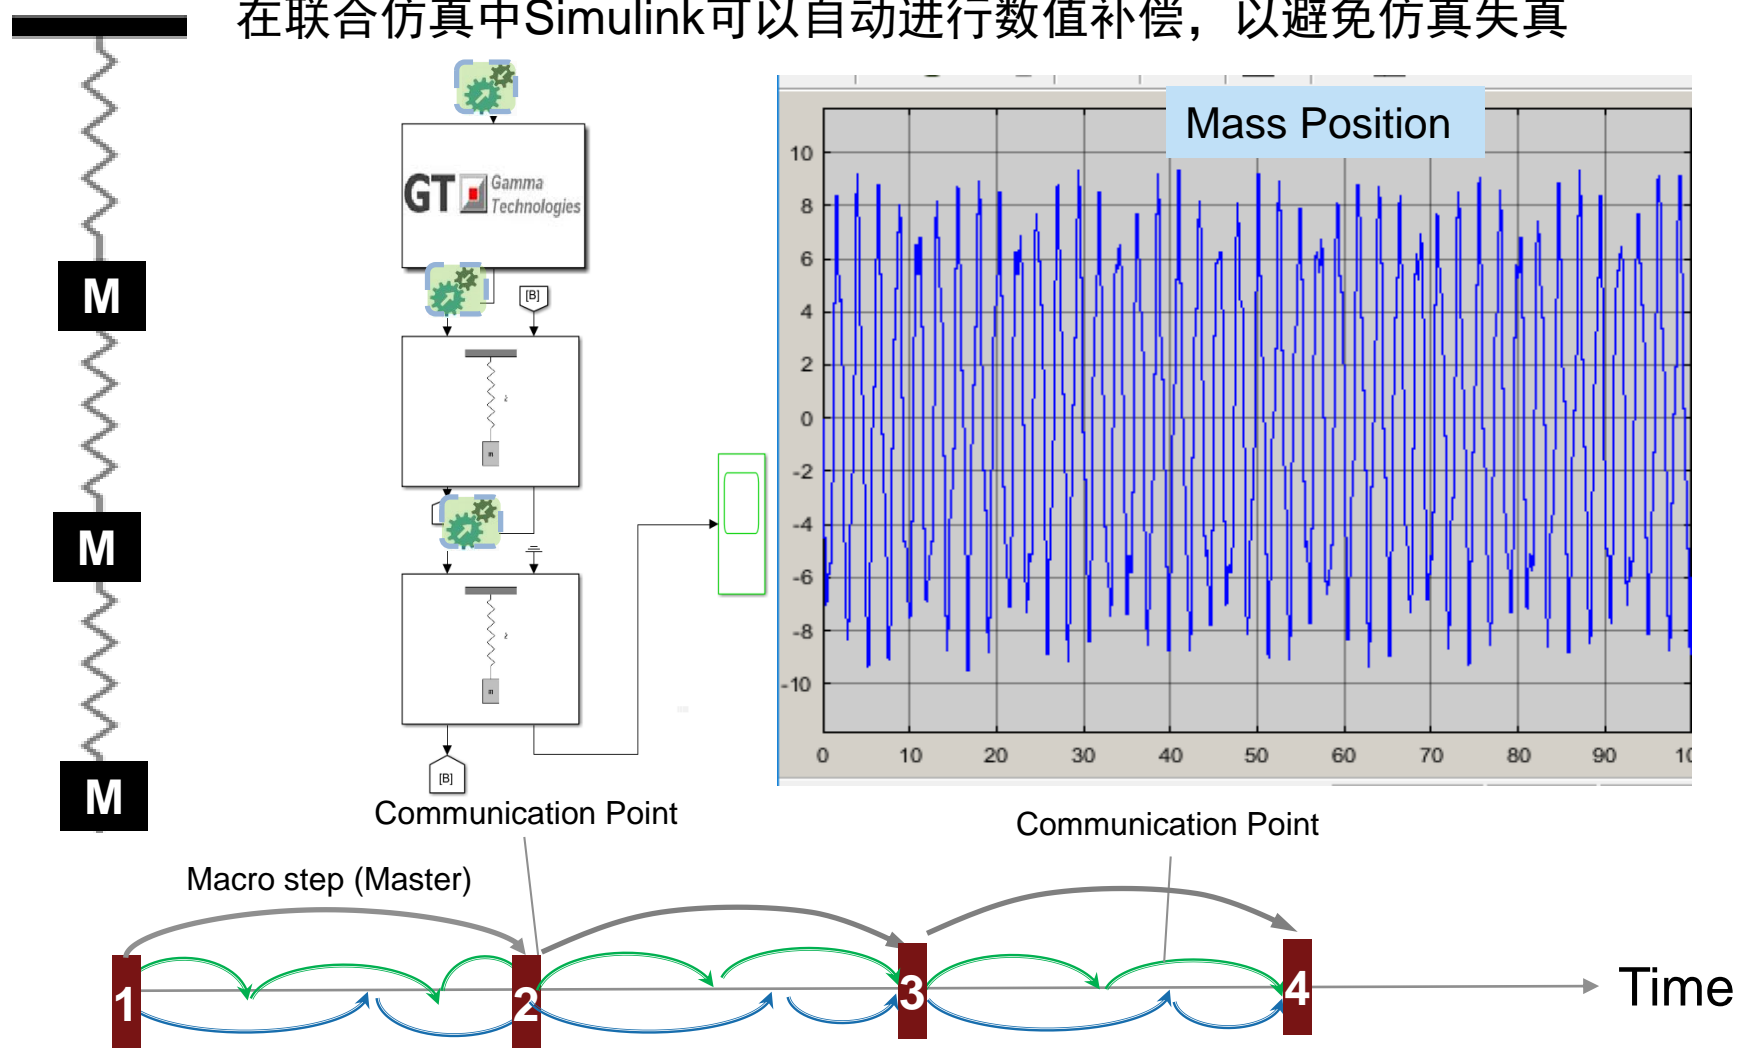 在联合仿真中Simulink可以自动进行数值补偿，以避免仿真失真
M
M
M
GT
Gamma
Technologies
[B]
m
m
[B]
Mass Position
10
8
6
4
2
0
-2
-4
-6
-8
-10
0 10 20 30 40 50 60 70 80 90 10
Communication Point
Communication Point
Macro step (Master)
1 2 3 4
Time